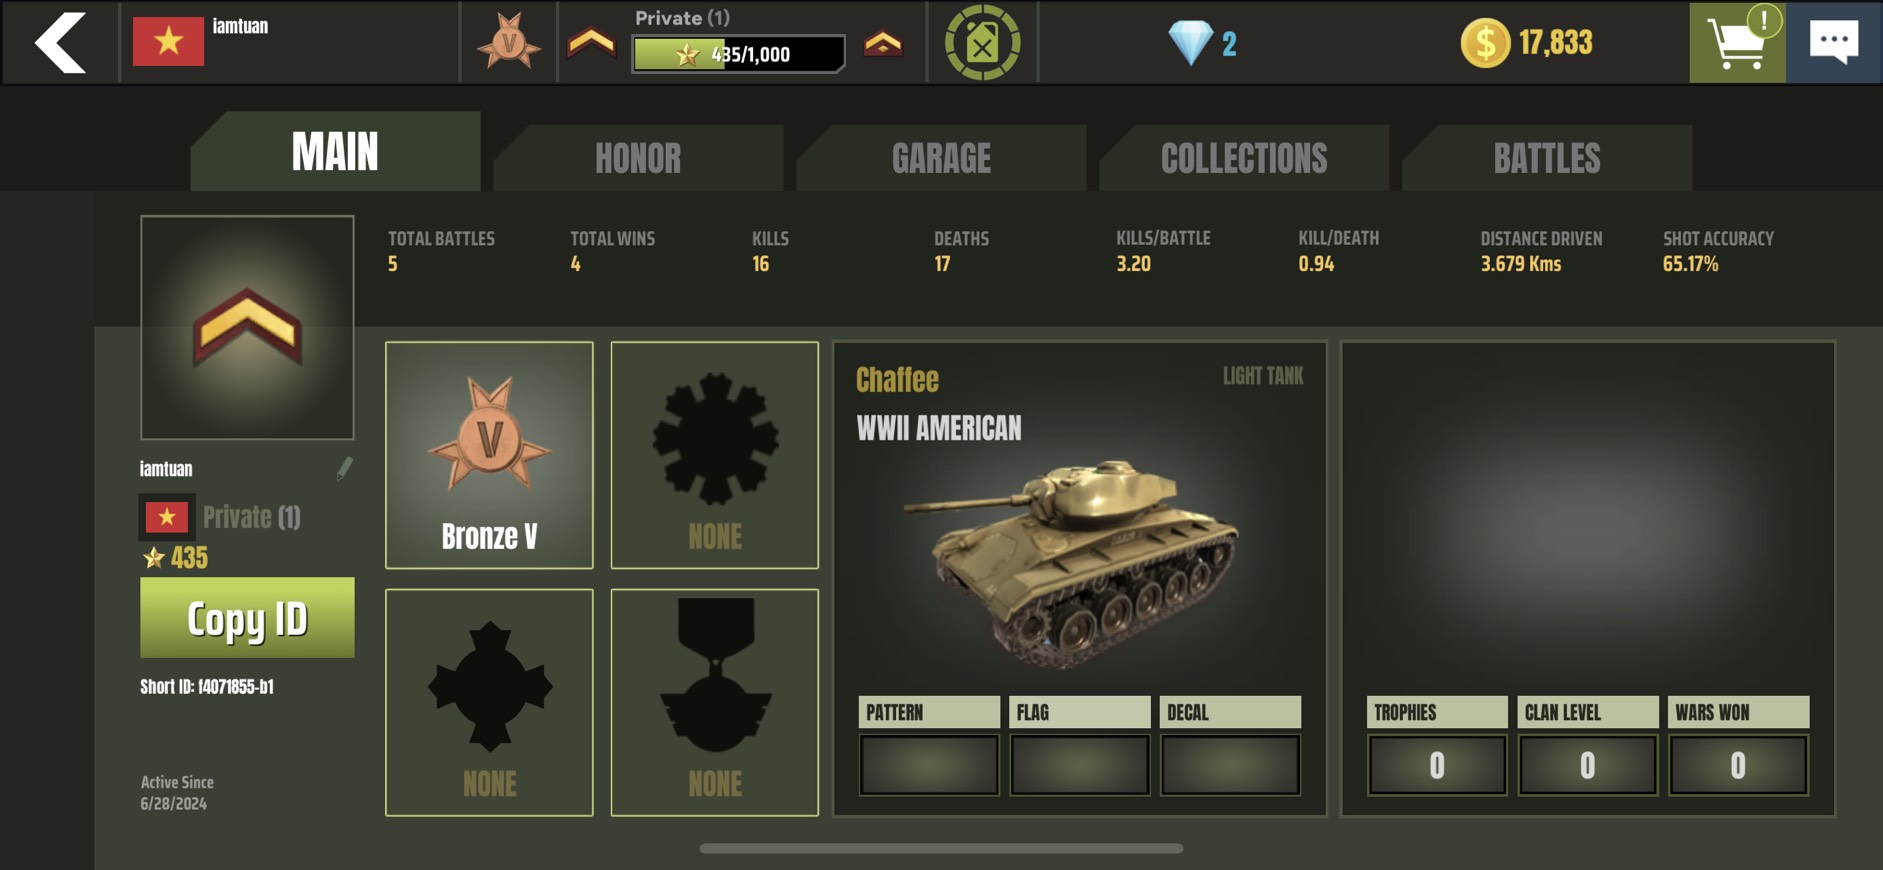 iamtuan
V
Private (1)
435/1,000
2
$
17,833
!
MAIN
HONOR
GARAGE
COLLECTIONS
BATTLES
TOTAL BATTLES
5
TOTAL WINS
4
KILLS
16
DEATHS
17
KILLS/BATTLE
3.20
KILL/DEATH
0.94
DISTANCE DRIVEN
3.679 Kms
SHOT ACCURACY
65.17%
iamtuan
Private (1)
435
Copy ID
Short ID: f4071855-b1
Active Since
6/28/2024
V
Bronze V
NONE
NONE
NONE
Chaffee
LIGHT TANK
WWII AMERICAN
PATTERN
FLAG
DECAL
TROPHIES
CLAN LEVEL
WARS WON
0
0
0